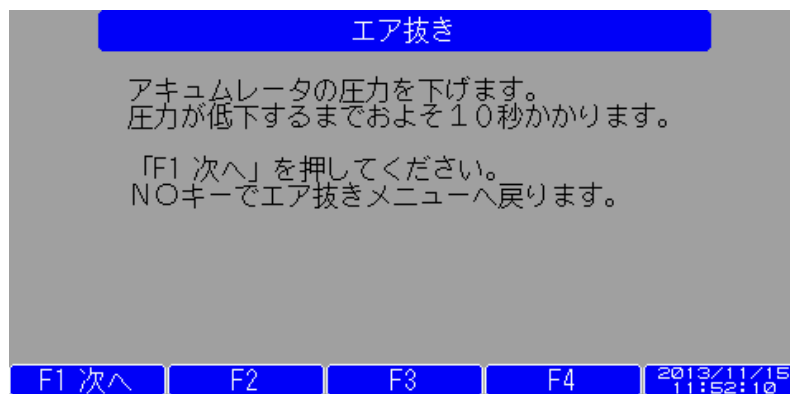 エア抜き
アキュムレータの圧力を下げます。
圧力が低下するまでおよそ１０秒かかります。
「F1 次へ」を押してください。
ＮＯキーでエア抜きメニューへ戻ります。
F1 次へ
F2
F3
F4
2013/11/15
11:52:10